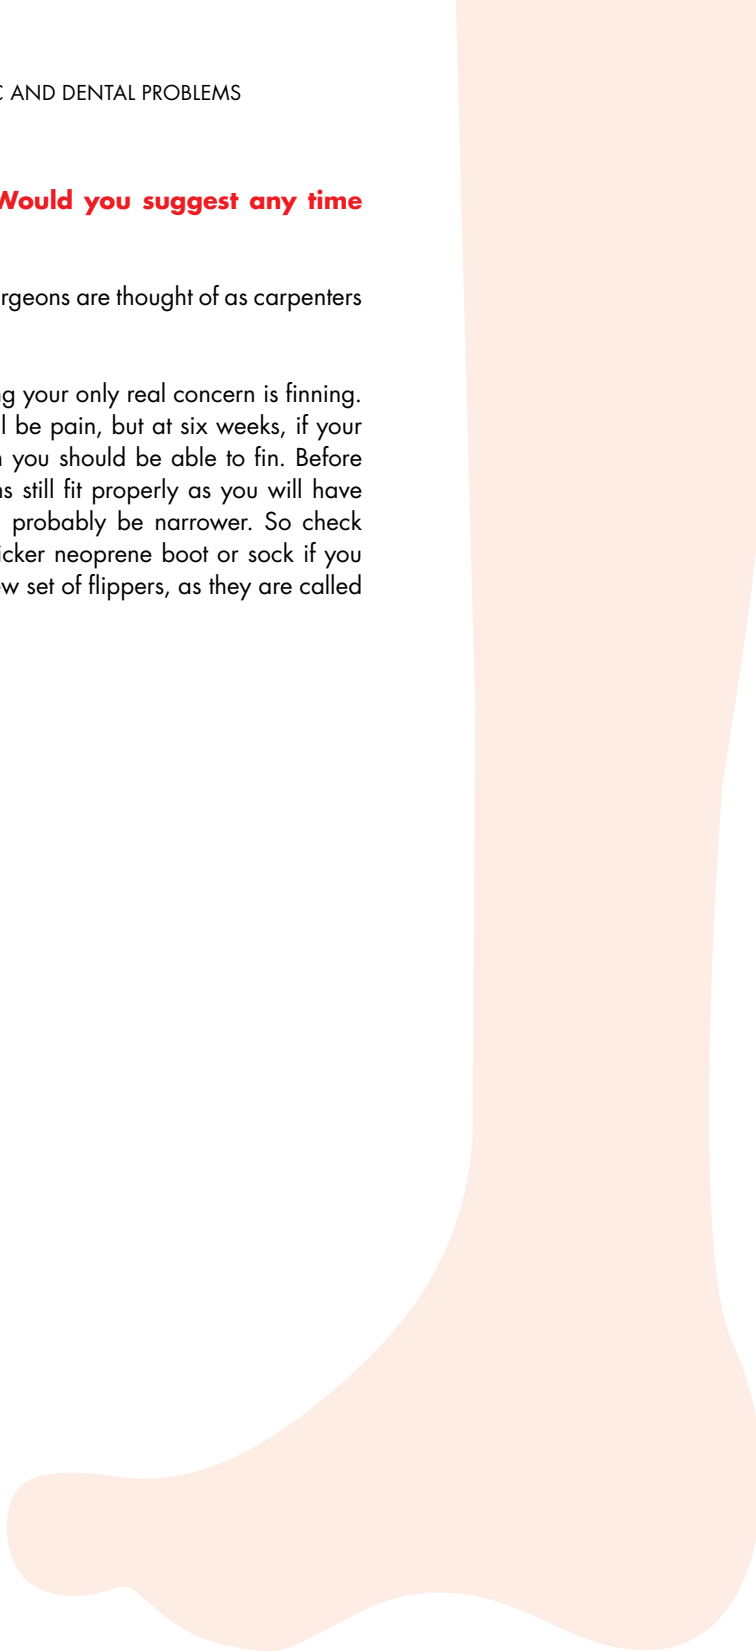 AND DENTAL PROBLEMS
Would you suggest any time
rgeons are thought of as carpenters
g your only real concern is finning.
l be pain, but at six weeks, if your
you should be able to fin. Before
s still fit properly as you will have
probably be narrower. So check
icker neoprene boot or sock if you
w set of flippers, as they are called